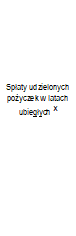 Spłaty udzielonych
pożyczek w latach
ubiegłych x